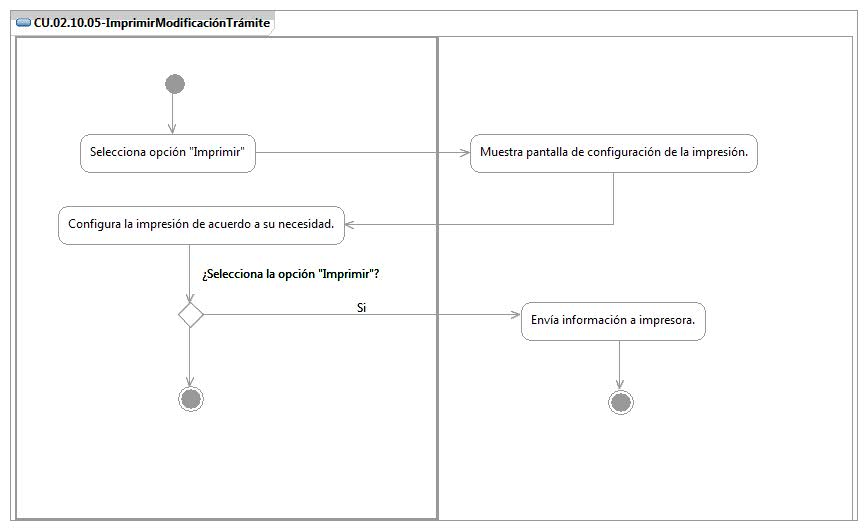 CU.02.10.05-ImprimirModificaciónTrámite
Selecciona opción "Imprimir"
Muestra pantalla de configuración de la impresión.
Configura la impresión de acuerdo a su necesidad.
¿Selecciona la opción "Imprimir"?
Si
Envía información a impresora.